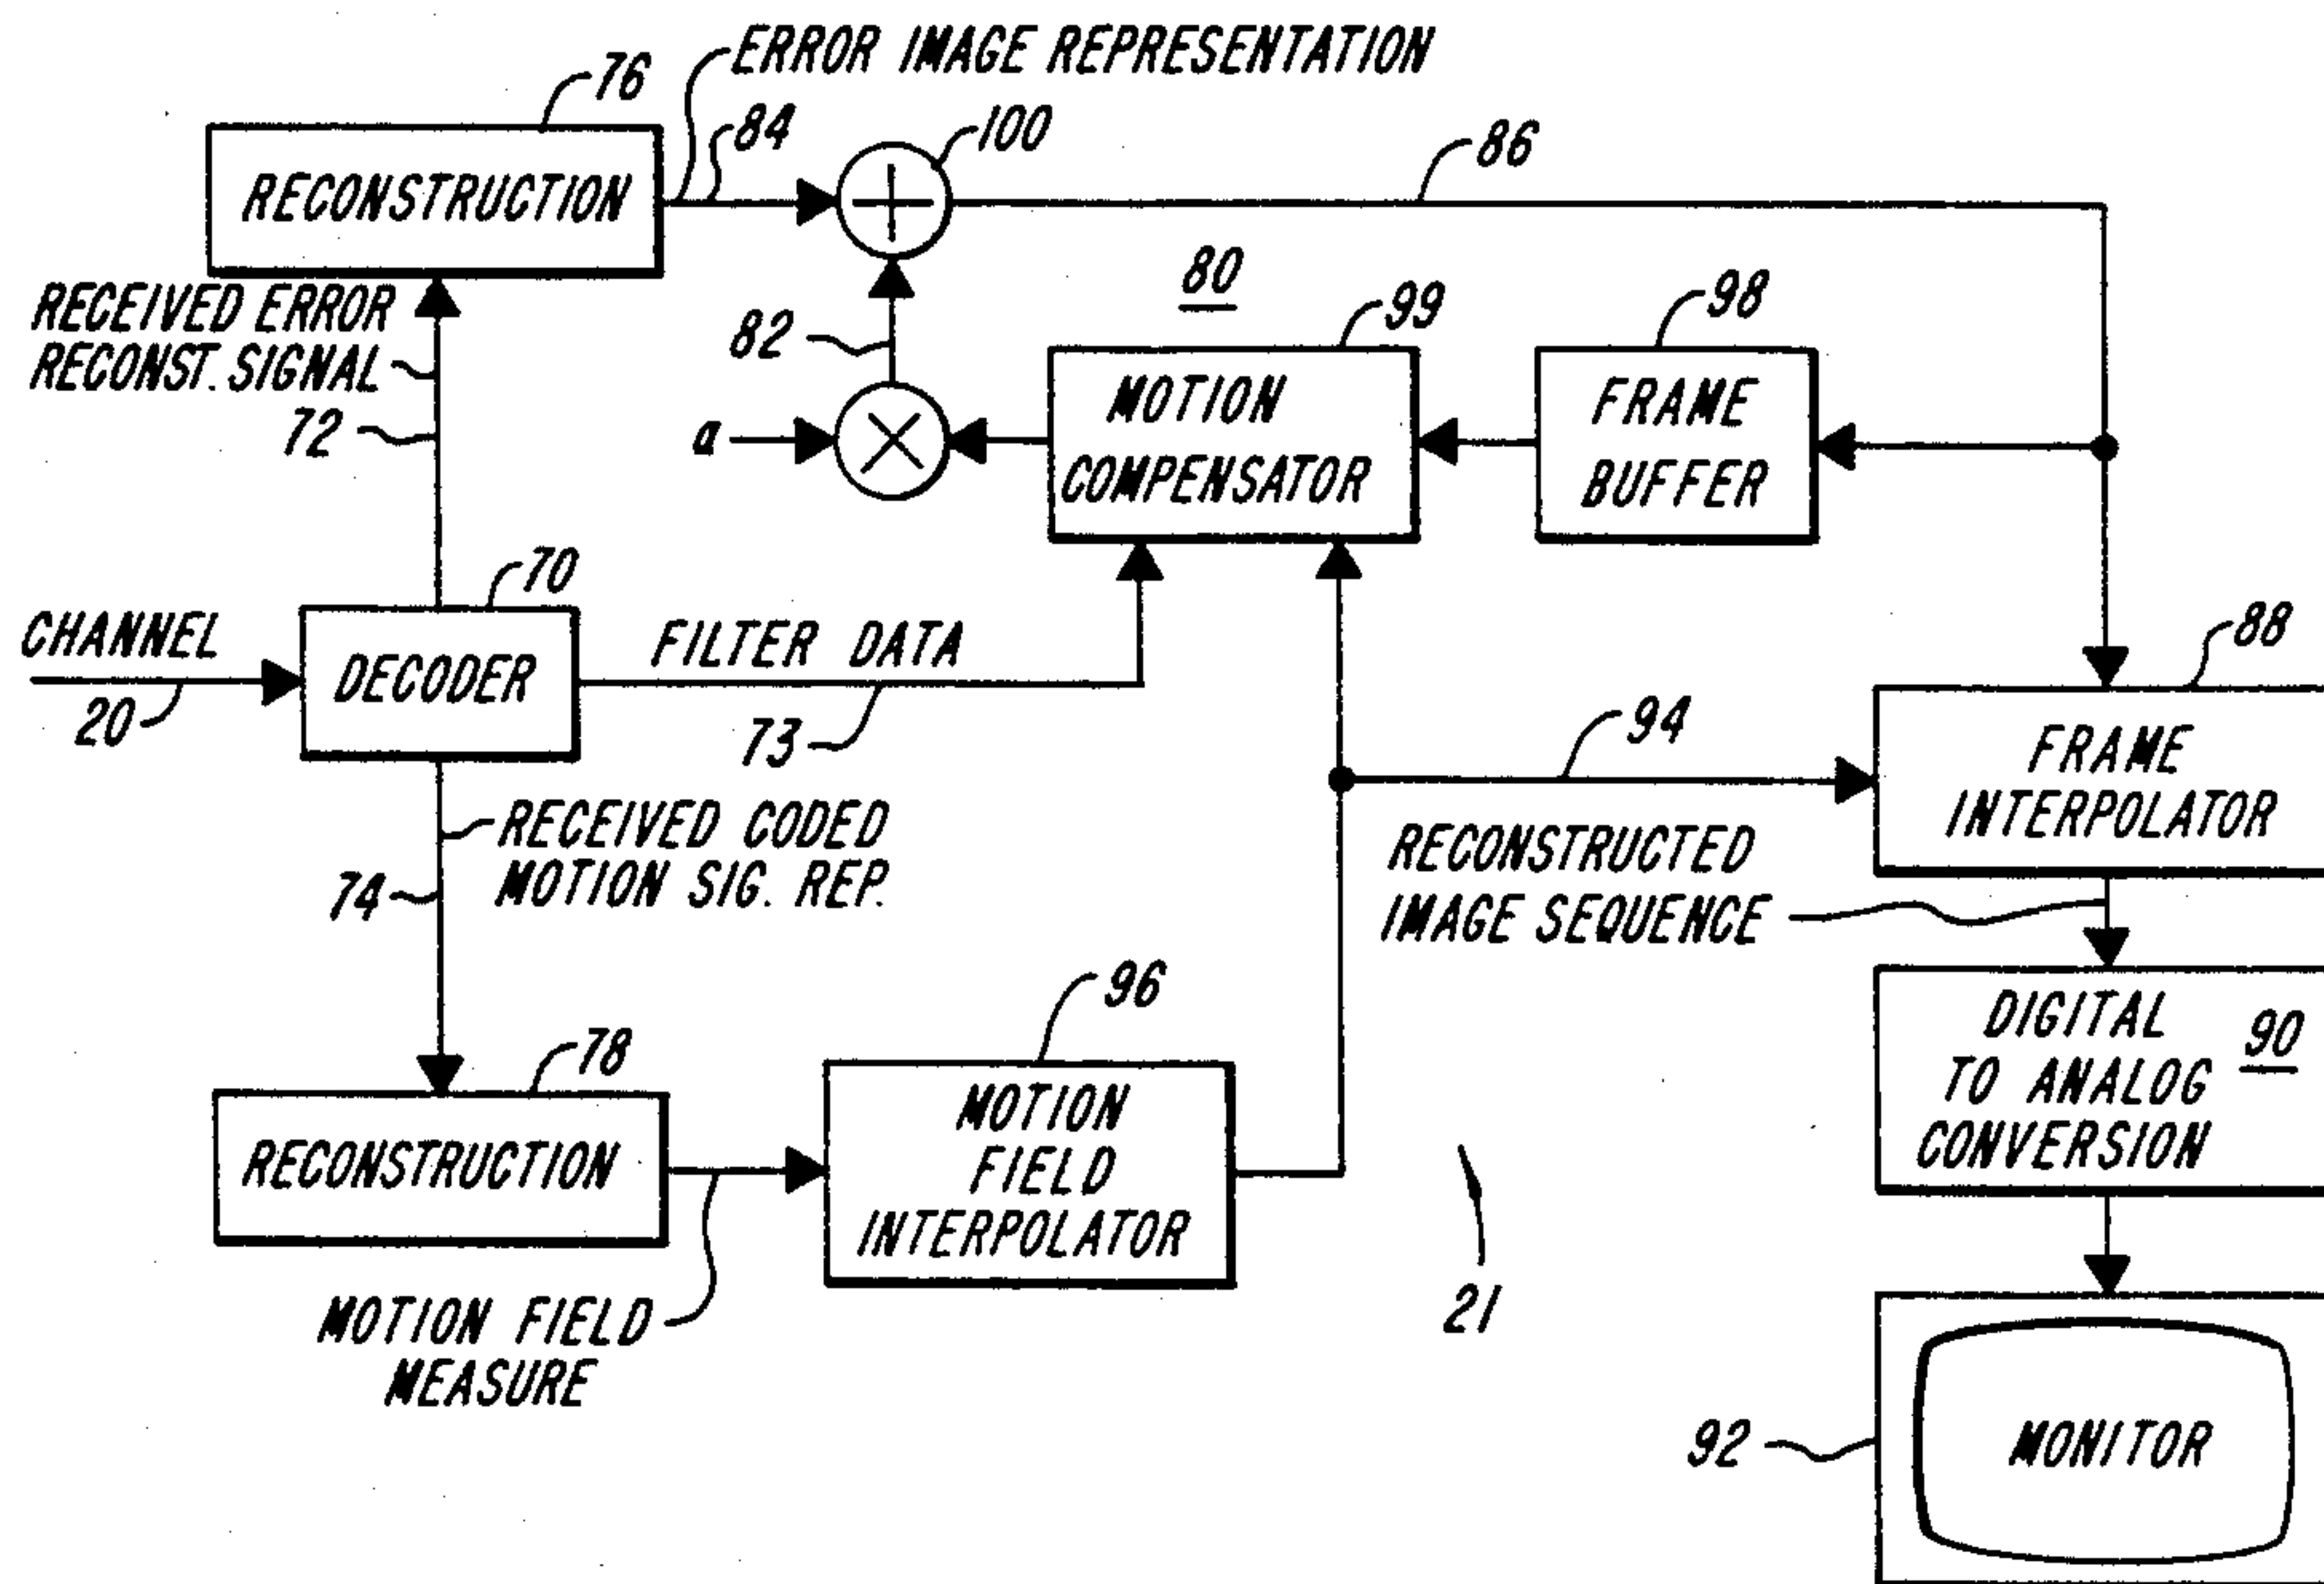 ERROR IMAGE REPRESENTATION
76
84
100
86
RECONSTRUCTION
80
99
98
RECEIVED ERROR
RECONST. SIGNAL
82
MOTION
COMPENSATOR
FRAME
BUFFER
72
a
70
88
CHANNEL
20
DECODER
FILTER DATA
73
94
FRAME
INTERPOLATOR
RECEIVED CODED
MOTION SIG. REP.
74
RECONSTRUCTED
IMAGE SEQUENCE
96
DIGITAL
TO ANALOG
CONVERSION
90
78
RECONSTRUCTION
MOTION
FIELD
INTERPOLATOR
MOTION FIELD
MEASURE
21
92
MONITOR